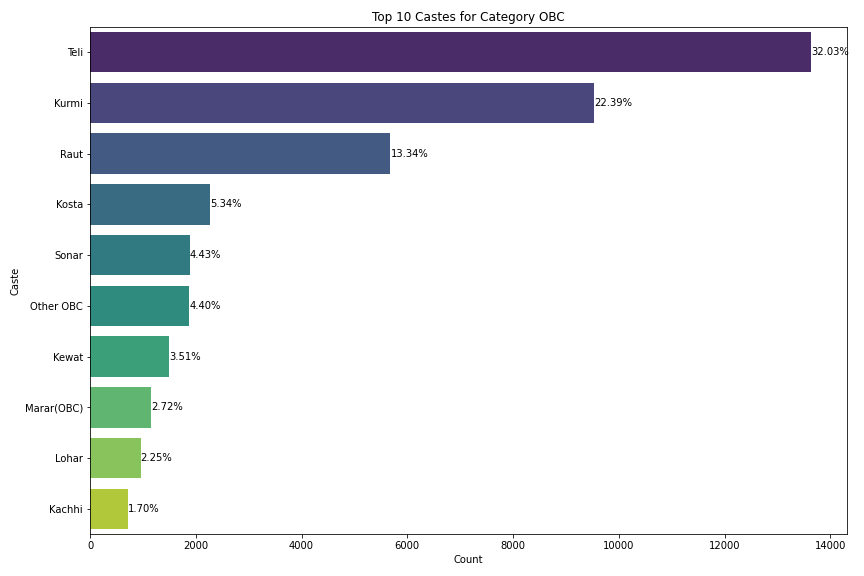 Top 10 Castes for Category OBC
Teli 32.03%
Kurmi 22.39%
Raut 13.34%
Kosta 5.34%
Sonar 4.43%
Other OBC 4.40%
Kewat 3.51%
Marar(OBC) 2.72%
Lohar 2.25%
Kachhi 1.70%
Caste
0 2000 4000 6000 8000 10000 12000 14000
Count